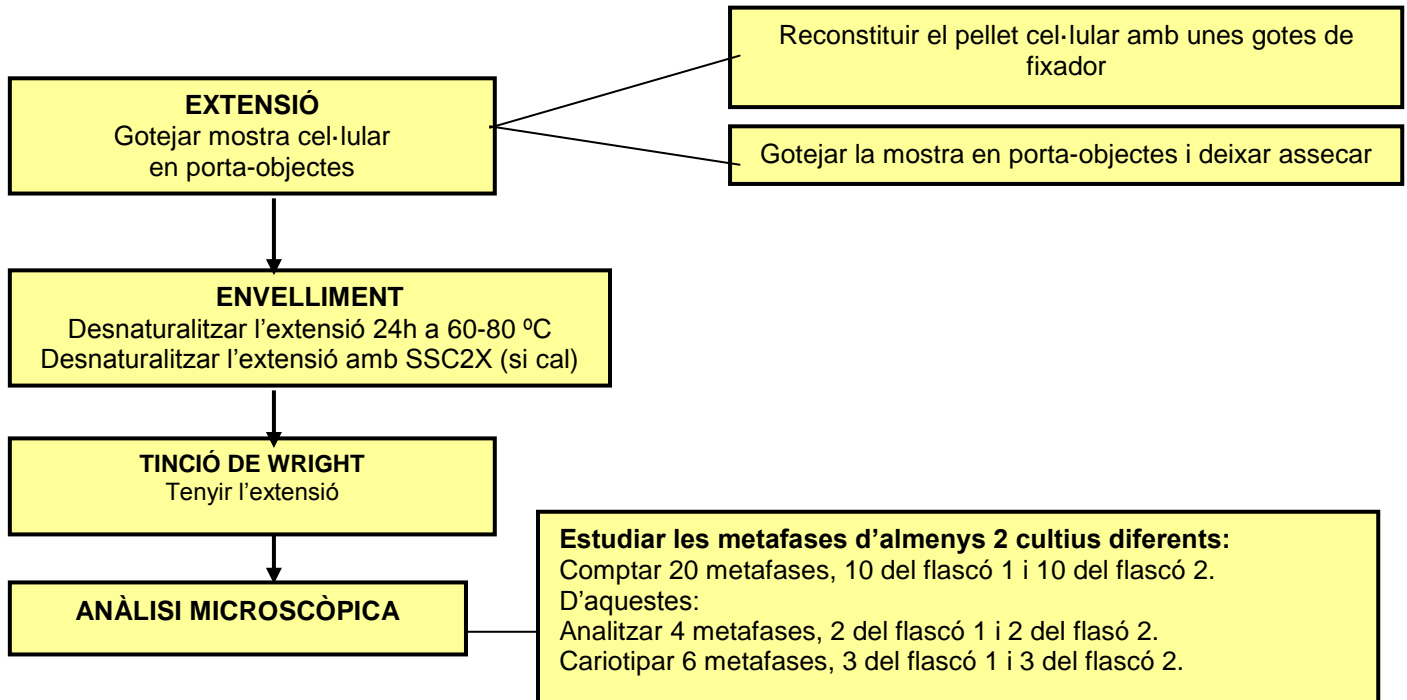 EXTENSIÓ
Gotejar mostra cel·lular
en porta-objectes
Reconstituir el pellet cel·lular amb unes gotes de
fixador
Gotejar la mostra en porta-objectes i deixar assecar
ENVELLIMENT
Desnaturalitzar l’extensió 24h a 60-80 ºC
Desnaturalitzar l’extensió amb SSC2X (si cal)
TINCIÓ DE WRIGHT
Tenyir l’extensió
ANÀLISI MICROSCÒPICA
Estudiar les metafases d’almenys 2 cultius diferents:
Comptar 20 metafases, 10 del flascó 1 i 10 del flascó 2.
D’aquestes:
Analitzar 4 metafases, 2 del flascó 1 i 2 del flasó 2.
Cariotipar 6 metafases, 3 del flascó 1 i 3 del flascó 2.